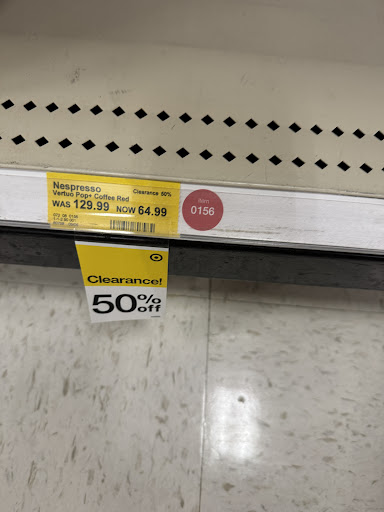 Nespresso
Vertuo Pop+ Coffee Red
Clearance 50%
WAS 129.99 NOW 64.99
item
0156
Clearance!
50% off